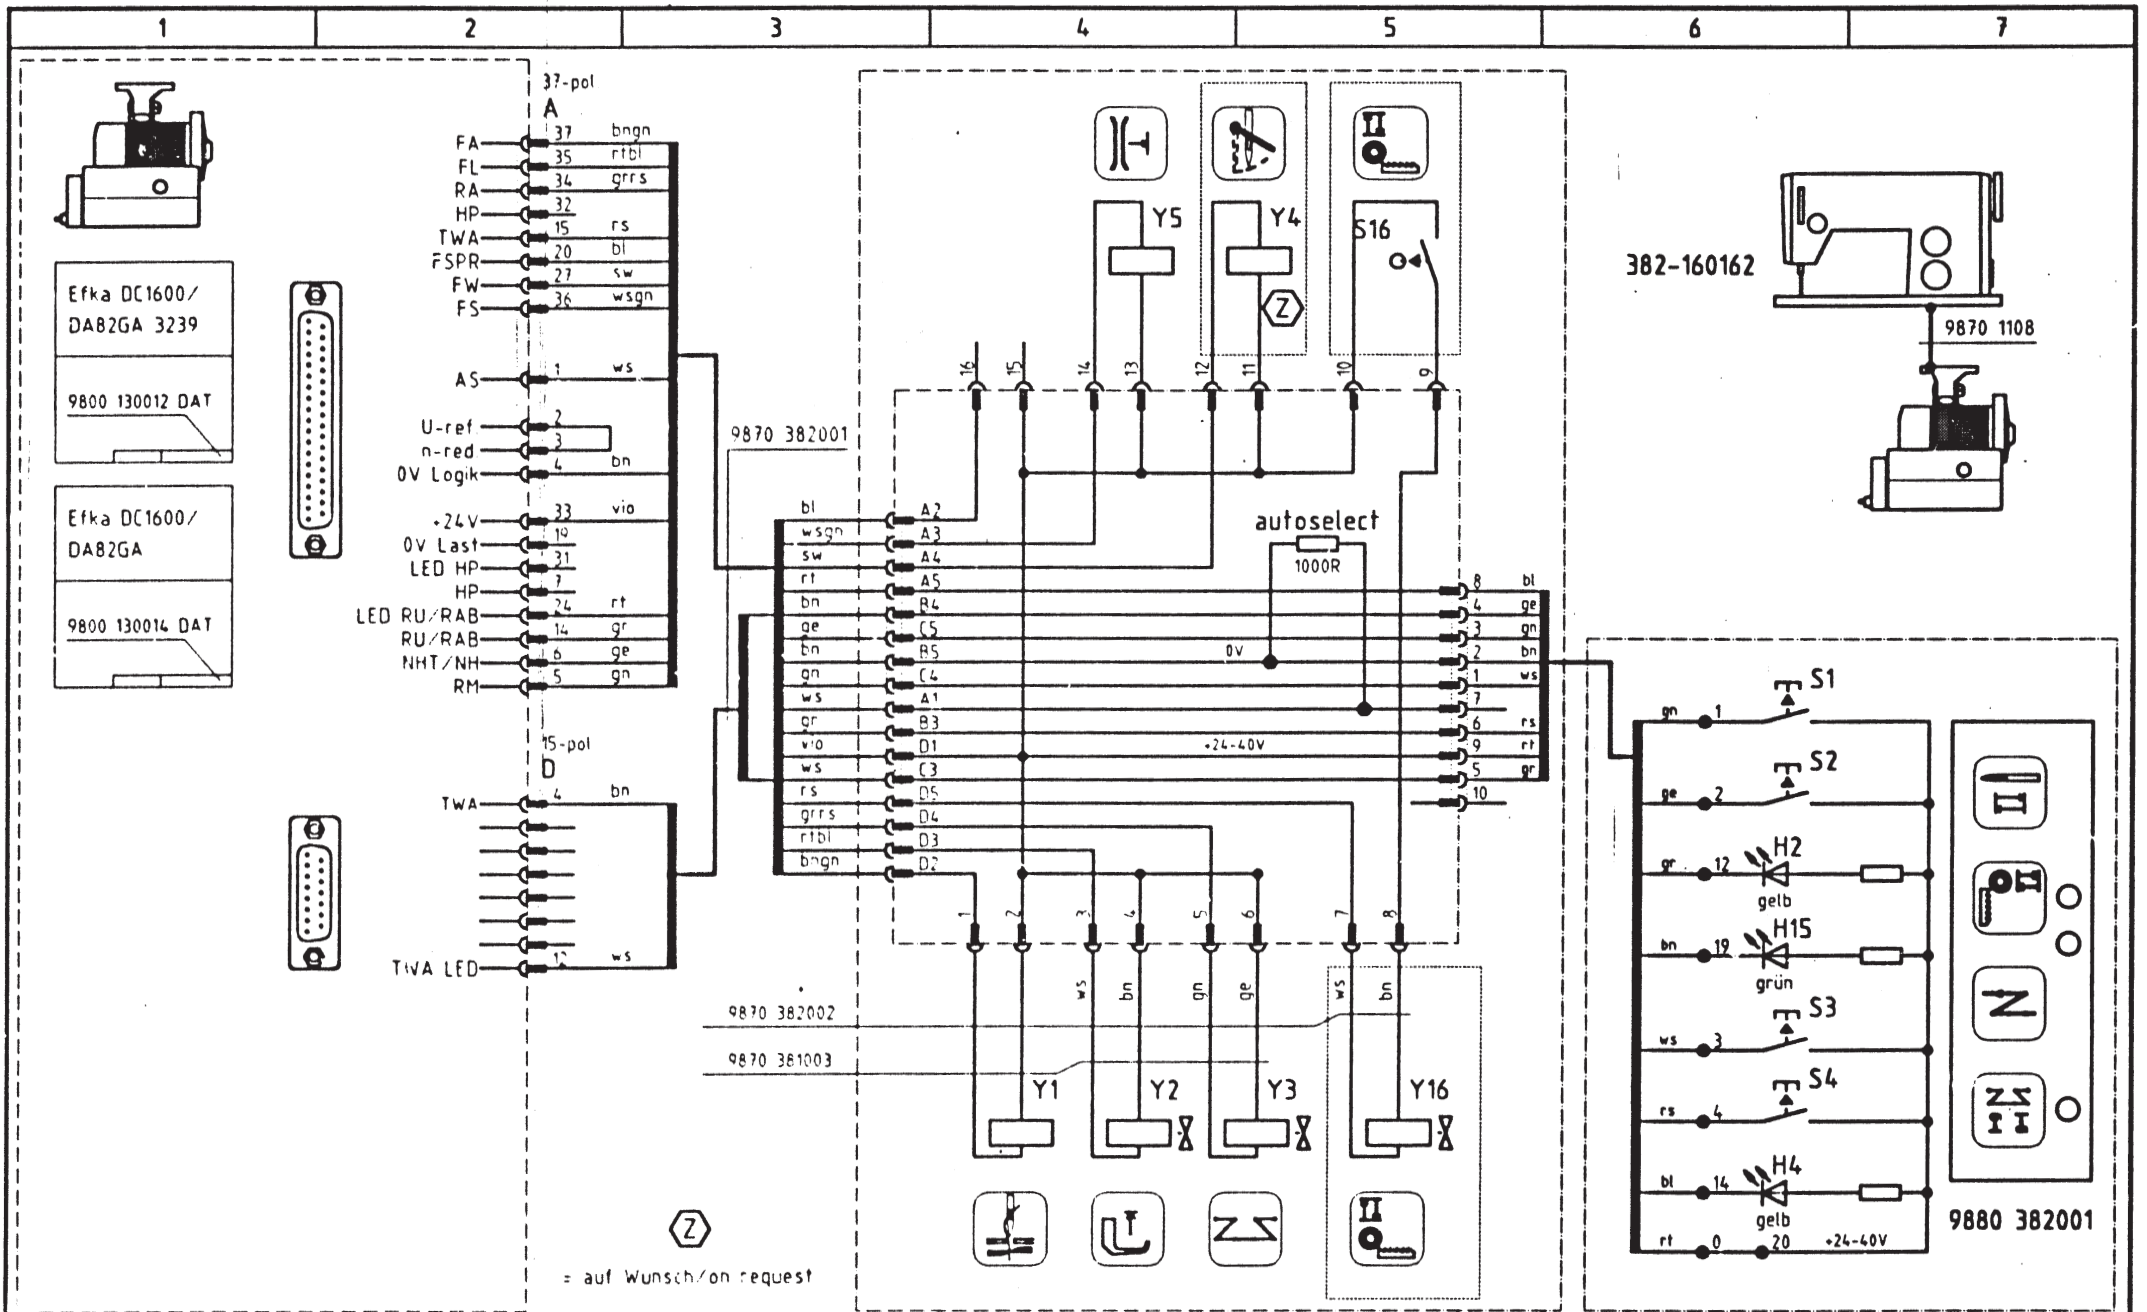 1 2 3 4 5 6 7
37-pol
A
FA 37 bngn
FL 35 rtbl
RA 34 grrs
HP 32
TWA 15 rs
FSPR 20 bl
FW 27 sw
FS 36 wsgn
AS 1 ws
U-ref. 2
n-red 3
0V Logik 4 bn
+24V 33 vio
0V Last 19
LED HP 31
HP 7
LED RU/RAB 24 rt
RU/RAB 14 gr
NHT/NH 6 ge
RM 5 gn
15-pol
D
TWA 4 bn
TWA LED 12 ws
Efka DC1600/
DA82GA 3239
9800 130012 DAT
Efka DC1600/
DA82GA
9800 130014 DAT
9870 382001
Y5
Y4
Z
S16
16 15 14 13 12 11 10 9
bl A2
wsgn A3
sw A4
rt A5
bn B4
ge C5
bn B5
gn C4
ws A1
gr B3
vio D1
ws C3
rs D5
grrs D4
rtbl D3
bngn D2
autoselect
1000R
0V
+24-40V
8 bl
4 ge
3 gn
2 bn
1 ws
7
6 rs
9 rt
5 gr
10
1 2 3 4 5 6 7 8
ws bn gn ge ws bn
9870 382002
9870 381003
Y1
Y2
Y3
Y16
Z
= auf Wunsch/on request
382-160162
9870 1108
gn 1 S1
ge 2 S2
gr 12 H2
gelb
bn 19 H15
grün
ws 3 S3
rs 4 S4
bl 14 H4
gelb
rt 0 20 +24-40V
9880 382001